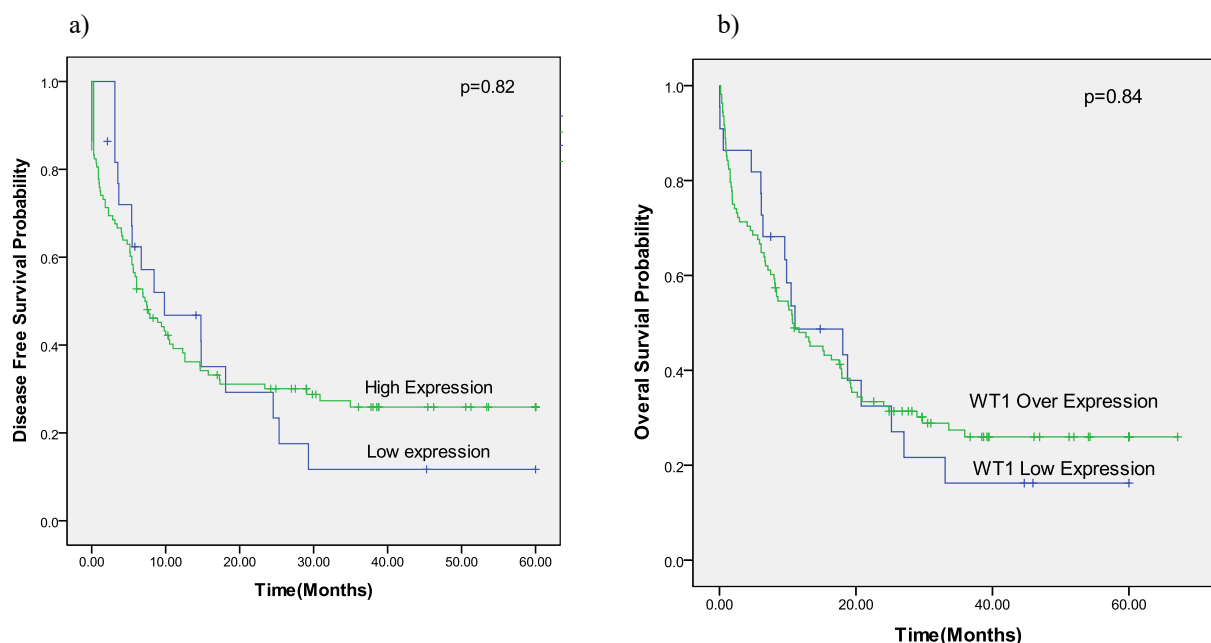 a)
p=0.82
1.0
0.8
0.6
0.4
0.2
0.0
Disease Free Survival Probability
High Expression
Low expression
0.00 10.00 20.00 30.00 40.00 50.00 60.00
Time(Months)
b)
p=0.84
1.0
0.8
0.6
0.4
0.2
0.0
Overal Survial Probability
WT1 Over Expression
WT1 Low Expression
0.00 20.00 40.00 60.00
Time(Months)